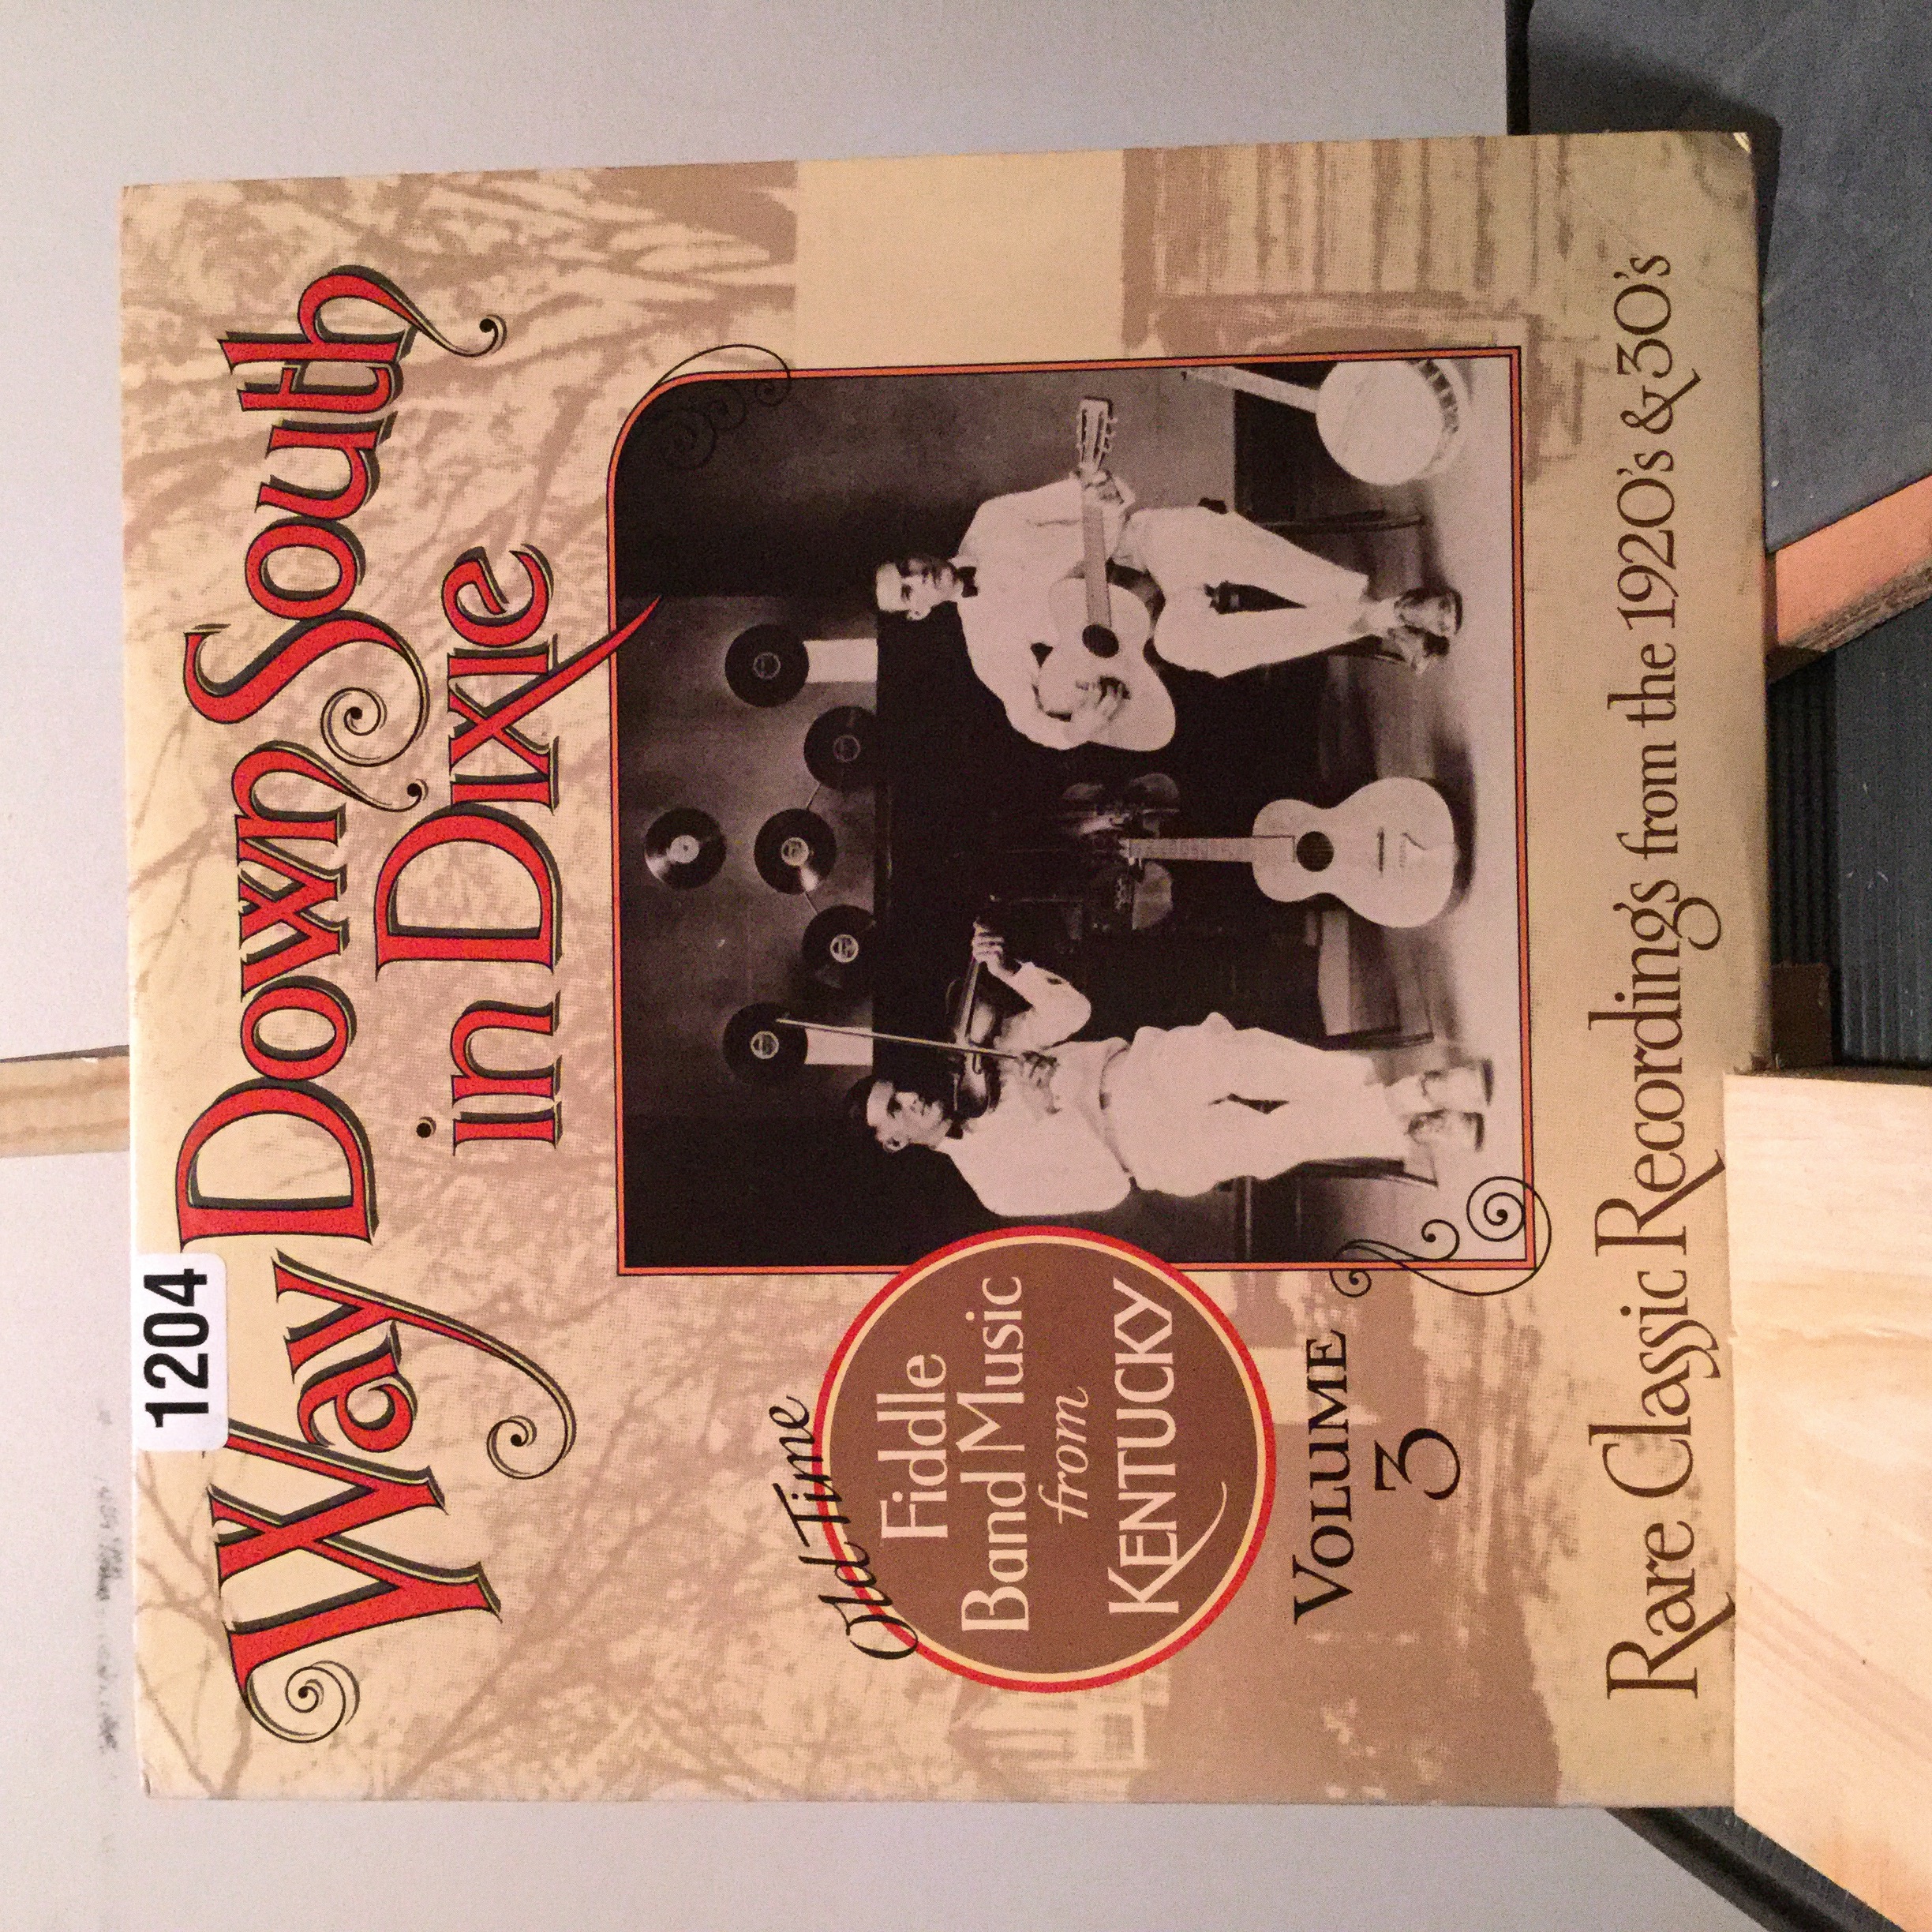 1204
Way Down South
in Dixie
Old Time
Fiddle
Band Music
from
KENTUCKY
VOLUME
3
Rare Classic Recordings from the 1920's & 30's